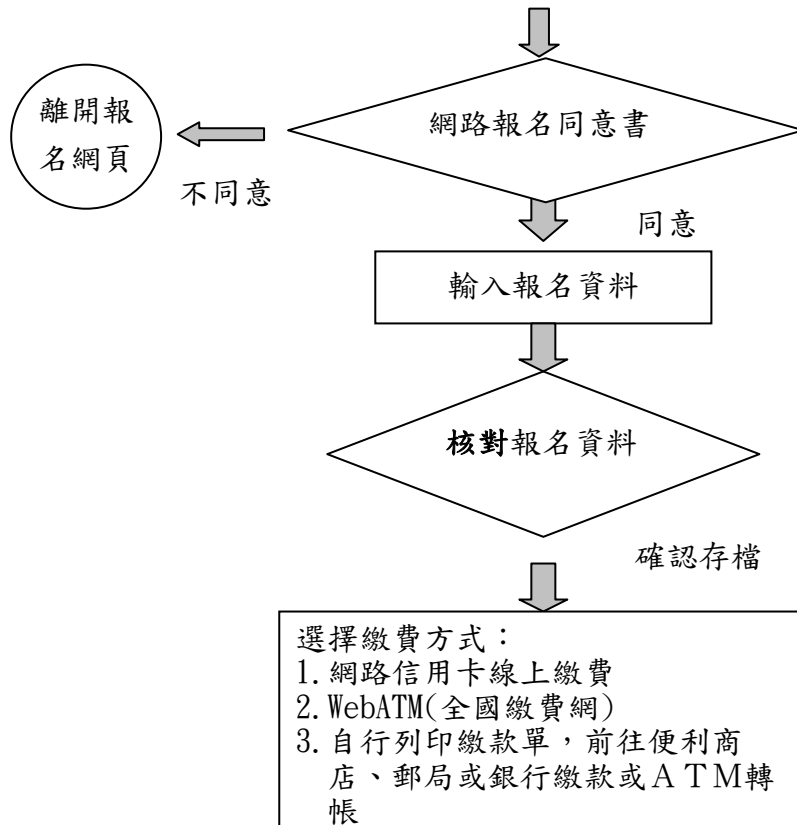 離開報
名網頁
網路報名同意書
不同意
同意
輸入報名資料
核對報名資料
確認存檔
選擇繳費方式：
1.網路信用卡線上繳費
2.WebATM(全國繳費網)
3.自行列印繳款單，前往便利商
店、郵局或銀行繳款或ＡＴＭ轉
帳